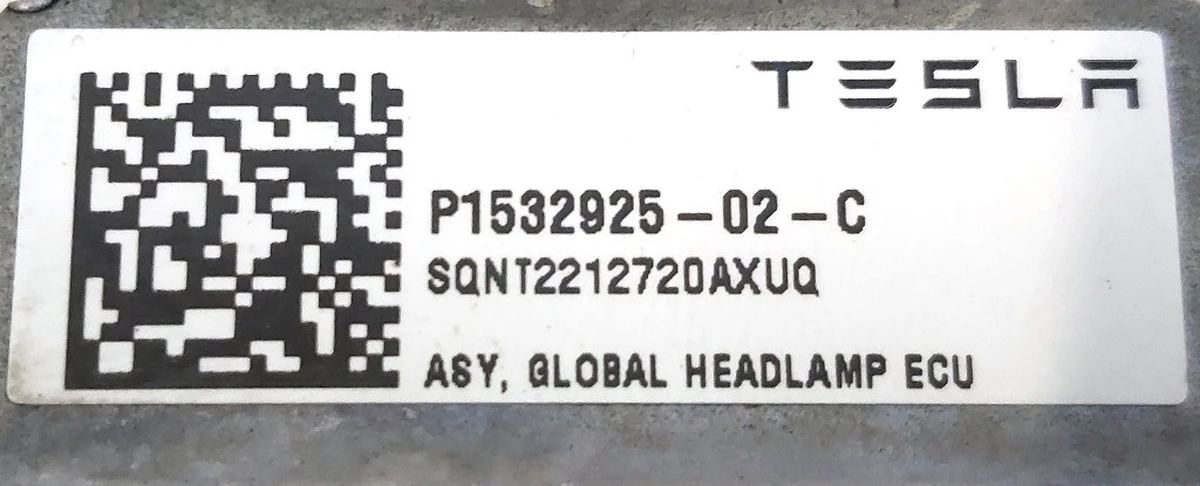 TESLA
P1532925-02-C
SQNT2212720AXUQ
ASY, GLOBAL HEADLAMP ECU